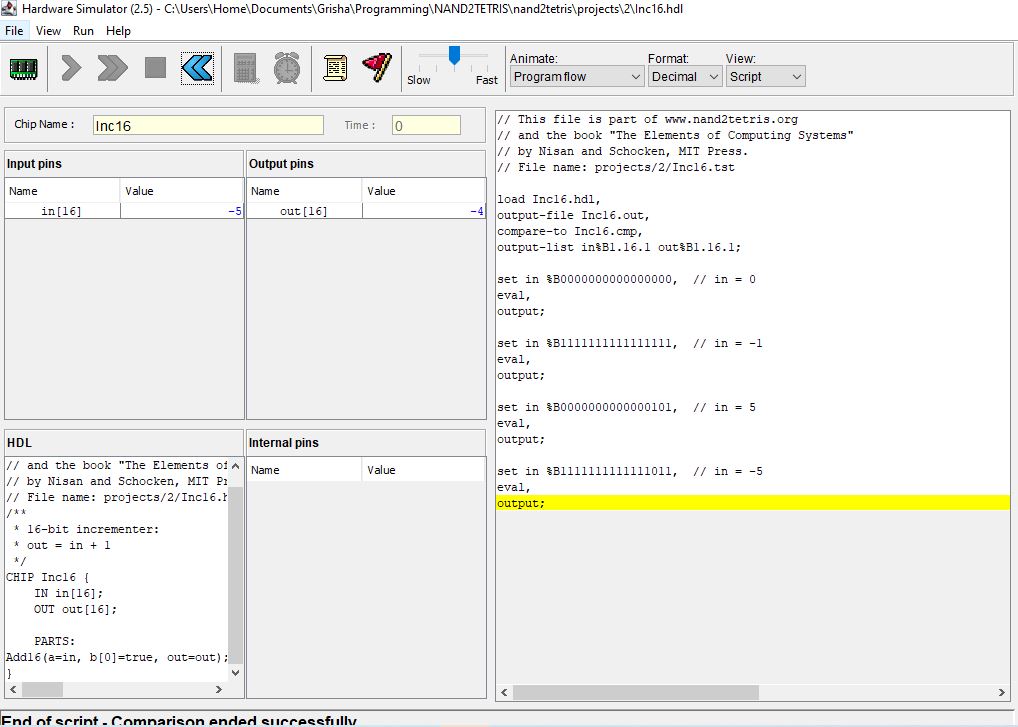 Hardware Simulator (2.5) - C:\Users\Home\Documents\Grisha\Programming\NAND2TETRIS\nand2tetris\projects\2\Inc16.hdl
File View Run Help
Slow Fast
Animate: Format: View:
Program flow Decimal Script
Chip Name : Inc16 Time : 0
Input pins
Name Value
in[16] -5
Output pins
Name Value
out[16] -4
HDL
// and the book "The Elements of
// by Nisan and Schocken, MIT Pr
// File name: projects/2/Inc16.h
/**
* 16-bit incrementer:
* out = in + 1
*/
CHIP Inc16 {
IN in[16];
OUT out[16];
PARTS:
Add16(a=in, b[0]=true, out=out);
}
Internal pins
Name Value
// This file is part of www.nand2tetris.org
// and the book "The Elements of Computing Systems"
// by Nisan and Schocken, MIT Press.
// File name: projects/2/Inc16.tst
load Inc16.hdl,
output-file Inc16.out,
compare-to Inc16.cmp,
output-list in%B1.16.1 out%B1.16.1;
set in %B0000000000000000, // in = 0
eval,
output;
set in %B1111111111111111, // in = -1
eval,
output;
set in %B0000000000000101, // in = 5
eval,
output;
set in %B1111111111111011, // in = -5
eval,
output;
End of script - Comparison ended successfully